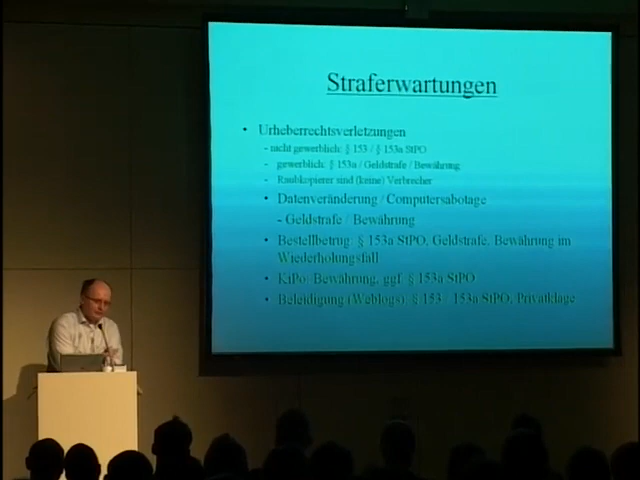 Straferwartungen
• Urheberrechtsverletzungen
- nicht gewerblich: § 153 / § 153a StPO
- gewerblich: § 153a / Geldstrafe / Bewährung
- Raubkopierer sind (keine) Verbrecher
• Datenveränderung / Computersabotage
- Geldstrafe / Bewährung
• Bestellbetrug: § 153a StPO, Geldstrafe, Bewährung im
Wiederholungsfall
• KiPo: Bewährung, ggf. § 153a StPO
• Beleidigung (Weblogs): § 153 / 153a StPO, Privatklage